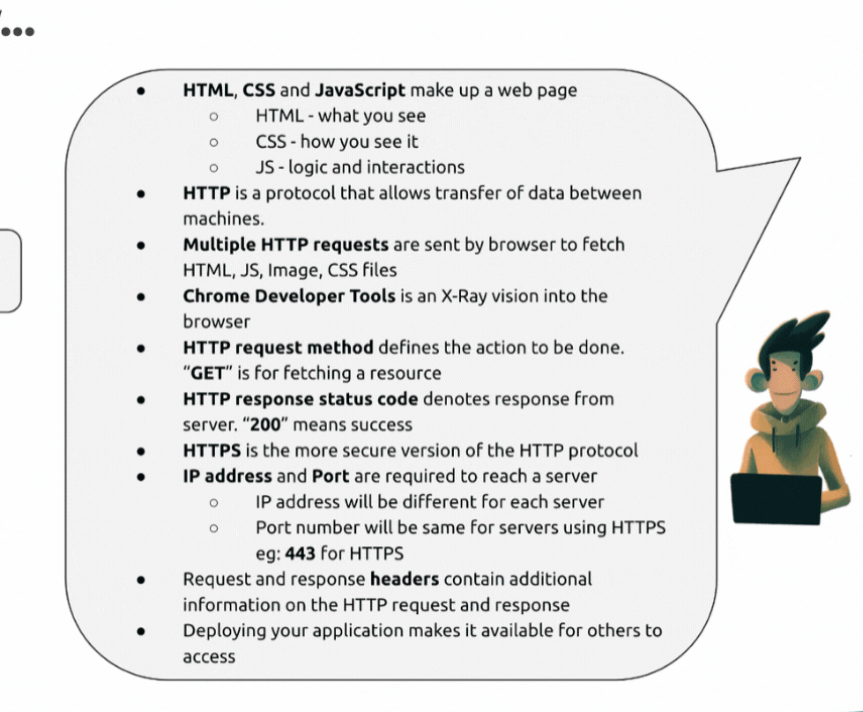 ...
● HTML, CSS and JavaScript make up a web page
○ HTML - what you see
○ CSS - how you see it
○ JS - logic and interactions
● HTTP is a protocol that allows transfer of data between
machines.
● Multiple HTTP requests are sent by browser to fetch
HTML, JS, Image, CSS files
● Chrome Developer Tools is an X-Ray vision into the
browser
● HTTP request method defines the action to be done.
“GET” is for fetching a resource
● HTTP response status code denotes response from
server. “200” means success
● HTTPS is the more secure version of the HTTP protocol
● IP address and Port are required to reach a server
○ IP address will be different for each server
○ Port number will be same for servers using HTTPS
eg: 443 for HTTPS
● Request and response headers contain additional
information on the HTTP request and response
● Deploying your application makes it available for others to
access